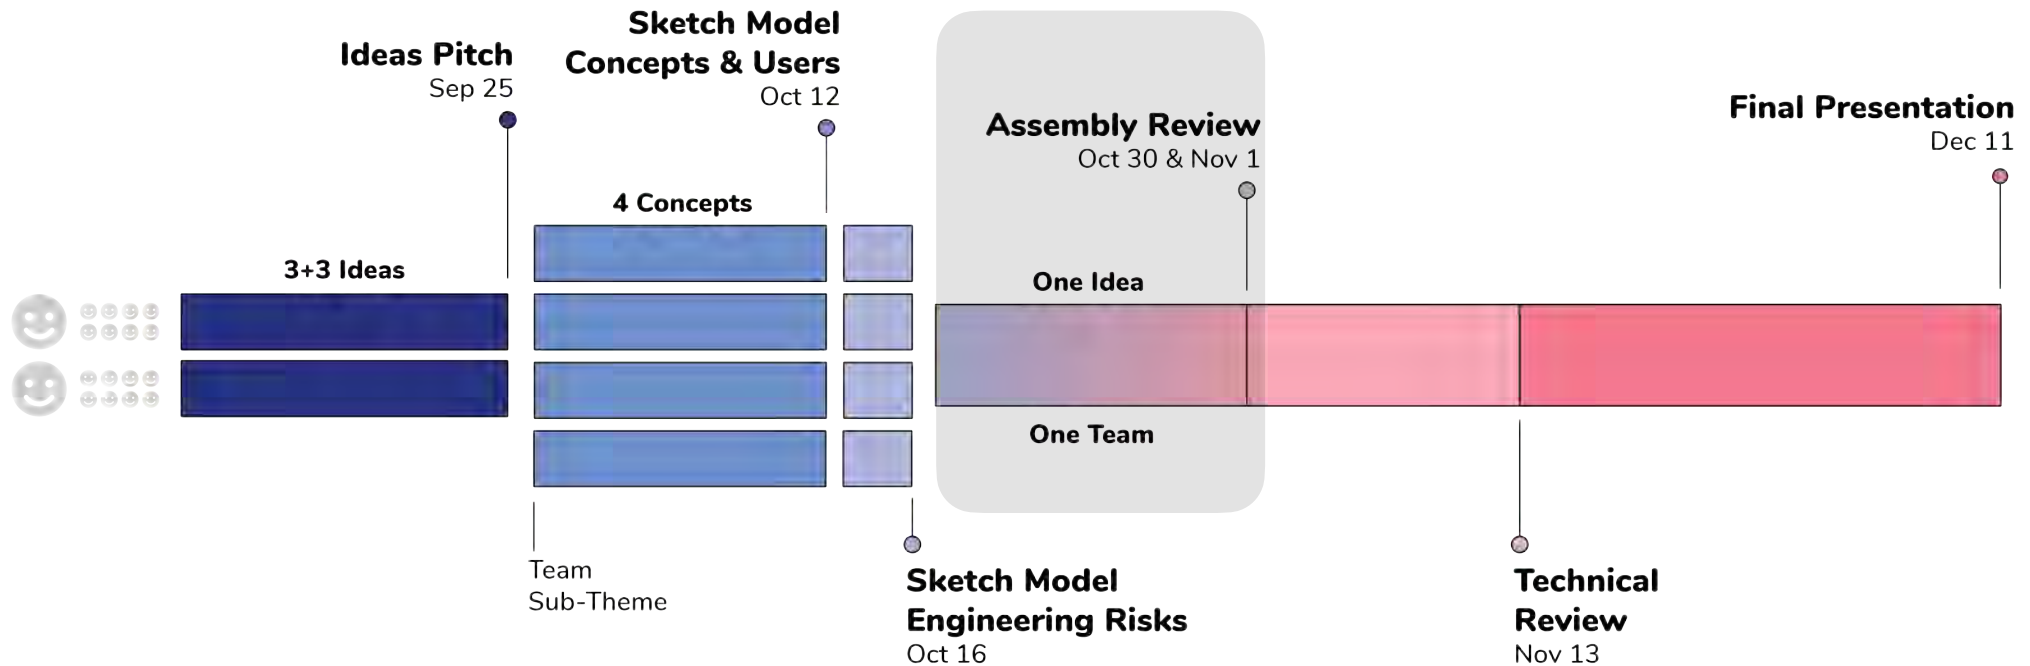 Ideas Pitch
Sep 25
Sketch Model
Concepts & Users
Oct 12
Assembly Review
Oct 30 & Nov 1
Final Presentation
Dec 11
3+3 Ideas
4 Concepts
One Idea
One Team
Team
Sub-Theme
Sketch Model
Engineering Risks
Oct 16
Technical
Review
Nov 13